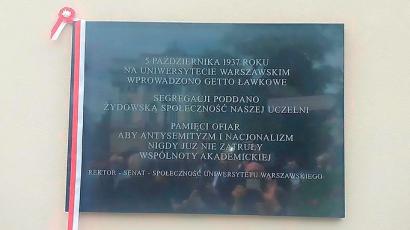 5 PAŹDZIERNIKA 1937 ROKU
NA UNIWERSYTECIE WARSZAWSKIM
WPROWADZONO GETTO ŁAWKOWE
SEGREGACJI PODDANO
ŻYDOWSKĄ SPOŁECZNOŚĆ NASZEJ UCZELNI
PAMIĘCI OFIAR
ABY ANTYSEMITYZM I NACJONALIZM
NIGDY JUŻ NIE ZATRUŁY
WSPÓLNOTY AKADEMICKIEJ
REKTOR - SENAT - SPOŁECZNOŚĆ UNIWERSYTETU WARSZAWSKIEGO